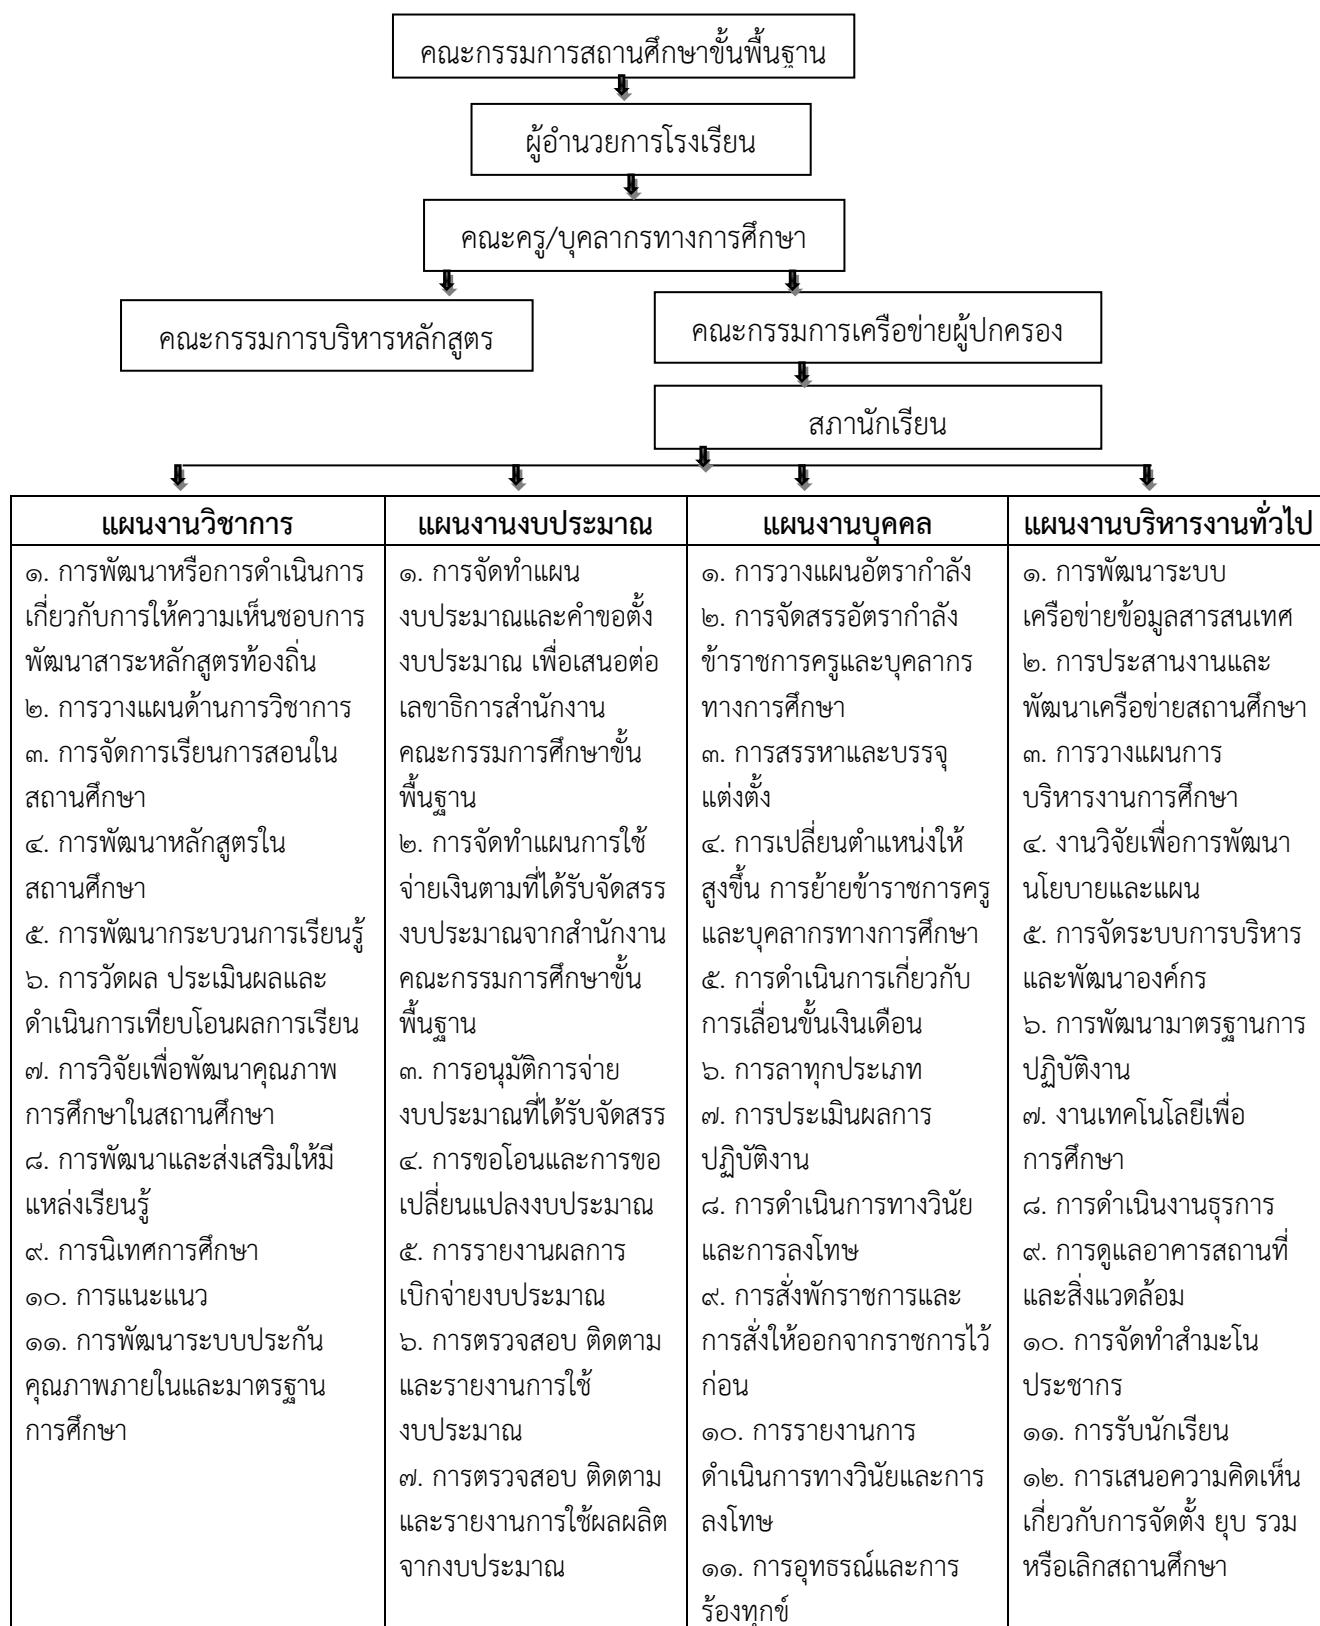 คณะกรรมการสถานศึกษาขั้นพื้นฐาน
ผู้อำนวยการโรงเรียน
คณะครู/บุคลากรทางการศึกษา
คณะกรรมการบริหารหลักสูตร
คณะกรรมการเครือข่ายผู้ปกครอง
สภานักเรียน
แผนงานวิชาการ
๑. การพัฒนาหรือการดำเนินการ
เกี่ยวกับการให้ความเห็นชอบการ
พัฒนาสาระหลักสูตรท้องถิ่น
๒. การวางแผนด้านการวิชาการ
๓. การจัดการเรียนการสอนใน
สถานศึกษา
๔. การพัฒนาหลักสูตรใน
สถานศึกษา
๕. การพัฒนากระบวนการเรียนรู้
๖. การวัดผล ประเมินผลและ
ดำเนินการเทียบโอนผลการเรียน
๗. การวิจัยเพื่อพัฒนาคุณภาพ
การศึกษาในสถานศึกษา
๘. การพัฒนาและส่งเสริมให้มี
แหล่งเรียนรู้
๙. การนิเทศการศึกษา
๑๐. การแนะแนว
๑๑. การพัฒนาระบบประกัน
คุณภาพภายในและมาตรฐาน
การศึกษา
แผนงานงบประมาณ
๑. การจัดทำแผน
งบประมาณและคำขอตั้ง
งบประมาณ เพื่อเสนอต่อ
เลขาธิการสำนักงาน
คณะกรรมการศึกษาขั้น
พื้นฐาน
๒. การจัดทำแผนการใช้
จ่ายเงินตามที่ได้รับจัดสรร
งบประมาณจากสำนักงาน
คณะกรรมการศึกษาขั้น
พื้นฐาน
๓. การอนุมัติการจ่าย
งบประมาณที่ได้รับจัดสรร
๔. การขอโอนและการขอ
เปลี่ยนแปลงงบประมาณ
๕. การรายงานผลการ
เบิกจ่ายงบประมาณ
๖. การตรวจสอบ ติดตาม
และรายงานการใช้
งบประมาณ
๗. การตรวจสอบ ติดตาม
และรายงานการใช้ผลผลิต
จากงบประมาณ
แผนงานบุคคล
๑. การวางแผนอัตรากำลัง
๒. การจัดสรรอัตรากำลัง
ข้าราชการครูและบุคลากร
ทางการศึกษา
๓. การสรรหาและบรรจุ
แต่งตั้ง
๔. การเปลี่ยนตำแหน่งให้
สูงขึ้น การย้ายข้าราชการครู
และบุคลากรทางการศึกษา
๕. การดำเนินการเกี่ยวกับ
การเลื่อนขั้นเงินเดือน
๖. การลาทุกประเภท
๗. การประเมินผลการ
ปฏิบัติงาน
๘. การดำเนินการทางวินัย
และการลงโทษ
๙. การสั่งพักราชการและ
การสั่งให้ออกจากราชการไว้
ก่อน
๑๐. การรายงานการ
ดำเนินการทางวินัยและการ
ลงโทษ
๑๑. การอุทธรณ์และการ
ร้องทุกข์
แผนงานบริหารงานทั่วไป
๑. การพัฒนาระบบ
เครือข่ายข้อมูลสารสนเทศ
๒. การประสานงานและ
พัฒนาเครือข่ายสถานศึกษา
๓. การวางแผนการ
บริหารงานการศึกษา
๔. งานวิจัยเพื่อการพัฒนา
นโยบายและแผน
๕. การจัดระบบการบริหาร
และพัฒนาองค์กร
๖. การพัฒนามาตรฐานการ
ปฏิบัติงาน
๗. งานเทคโนโลยีเพื่อ
การศึกษา
๘. การดำเนินงานธุรการ
๙. การดูแลอาคารสถานที่
และสิ่งแวดล้อม
๑๐. การจัดทำสำมะโน
ประชากร
๑๑. การรับนักเรียน
๑๒. การเสนอความคิดเห็น
เกี่ยวกับการจัดตั้ง ยุบ รวม
หรือเลิกสถานศึกษา